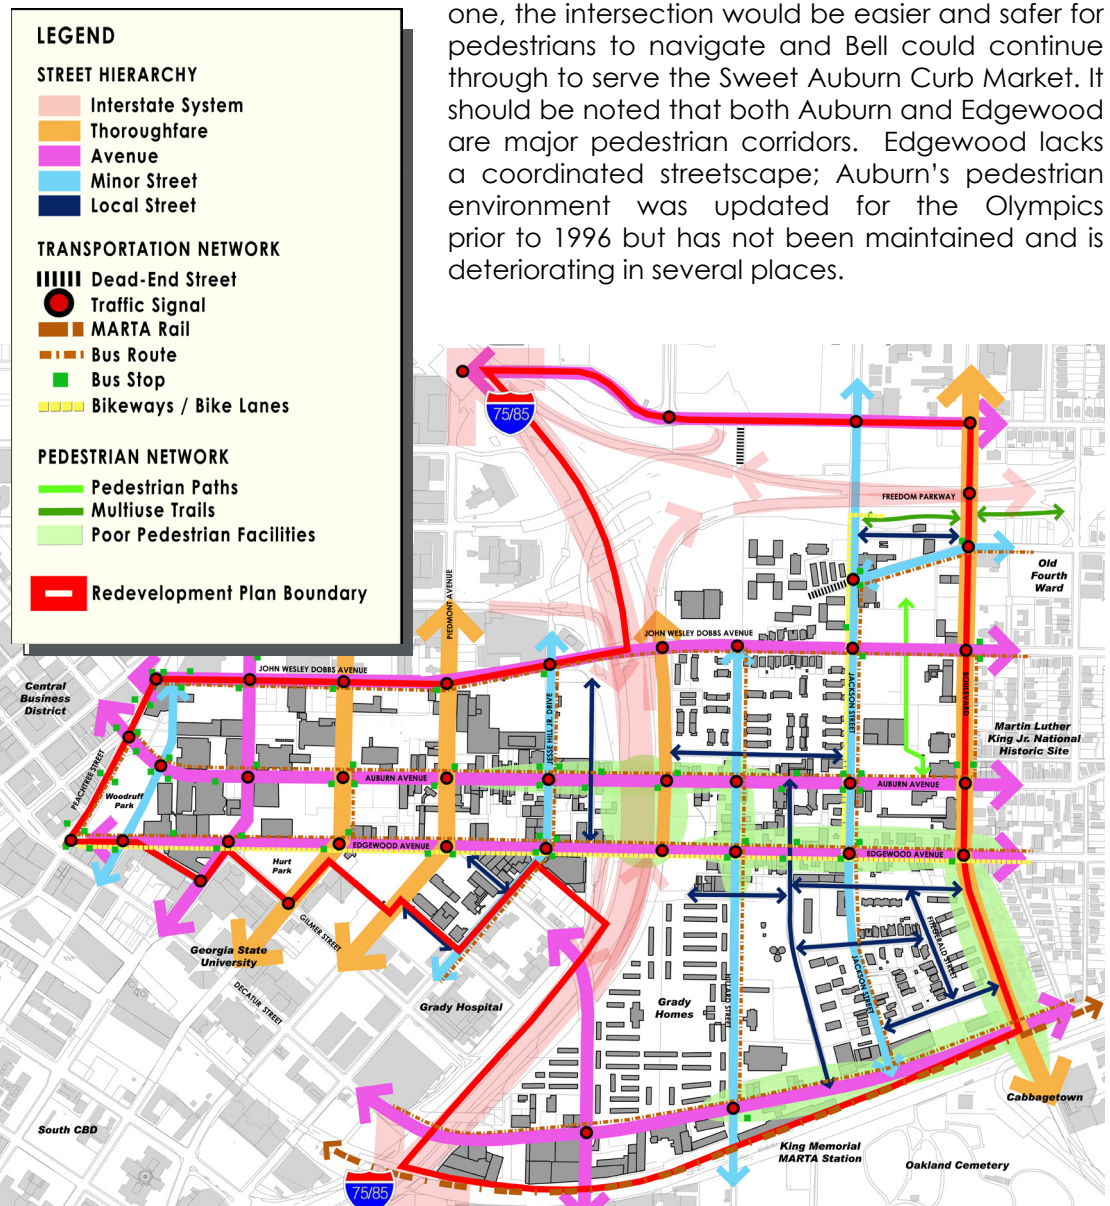 one, the intersection would be easier and safer for
pedestrians to navigate and Bell could continue
through to serve the Sweet Auburn Curb Market. It
should be noted that both Auburn and Edgewood
are major pedestrian corridors. Edgewood lacks
a coordinated streetscape; Auburn’s pedestrian
environment was updated for the Olympics
prior to 1996 but has not been maintained and is
deteriorating in several places.
LEGEND
STREET HIERARCHY
Interstate System
Thoroughfare
Avenue
Minor Street
Local Street
TRANSPORTATION NETWORK
Dead-End Street
Traffic Signal
MARTA Rail
Bus Route
Bus Stop
Bikeways / Bike Lanes
PEDESTRIAN NETWORK
Pedestrian Paths
Multiuse Trails
Poor Pedestrian Facilities
Redevelopment Plan Boundary
75/85
FREEDOM PARKWAY
Old
Fourth
Ward
PIEDMONT AVENUE
JOHN WESLEY DOBBS AVENUE
JOHN WESLEY DOBBS AVENUE
Central
Business
District
JESSE HILL JR. DRIVE
JACKSON STREET
BOULEVARD
Martin Luther
King Jr. National
Historic Site
PEACHTREE STREET
Woodruff
Park
AUBURN AVENUE
AUBURN AVENUE
EDGEWOOD AVENUE
EDGEWOOD AVENUE
Hurt
Park
GILMER STREET
Georgia State
University
DECATUR STREET
Grady Hospital
Grady
Homes
HILLIARD STREET
JACKSON STREET
FITZGERALD STREET
Cabbagetown
South CBD
King Memorial
MARTA Station
Oakland Cemetery
75/85